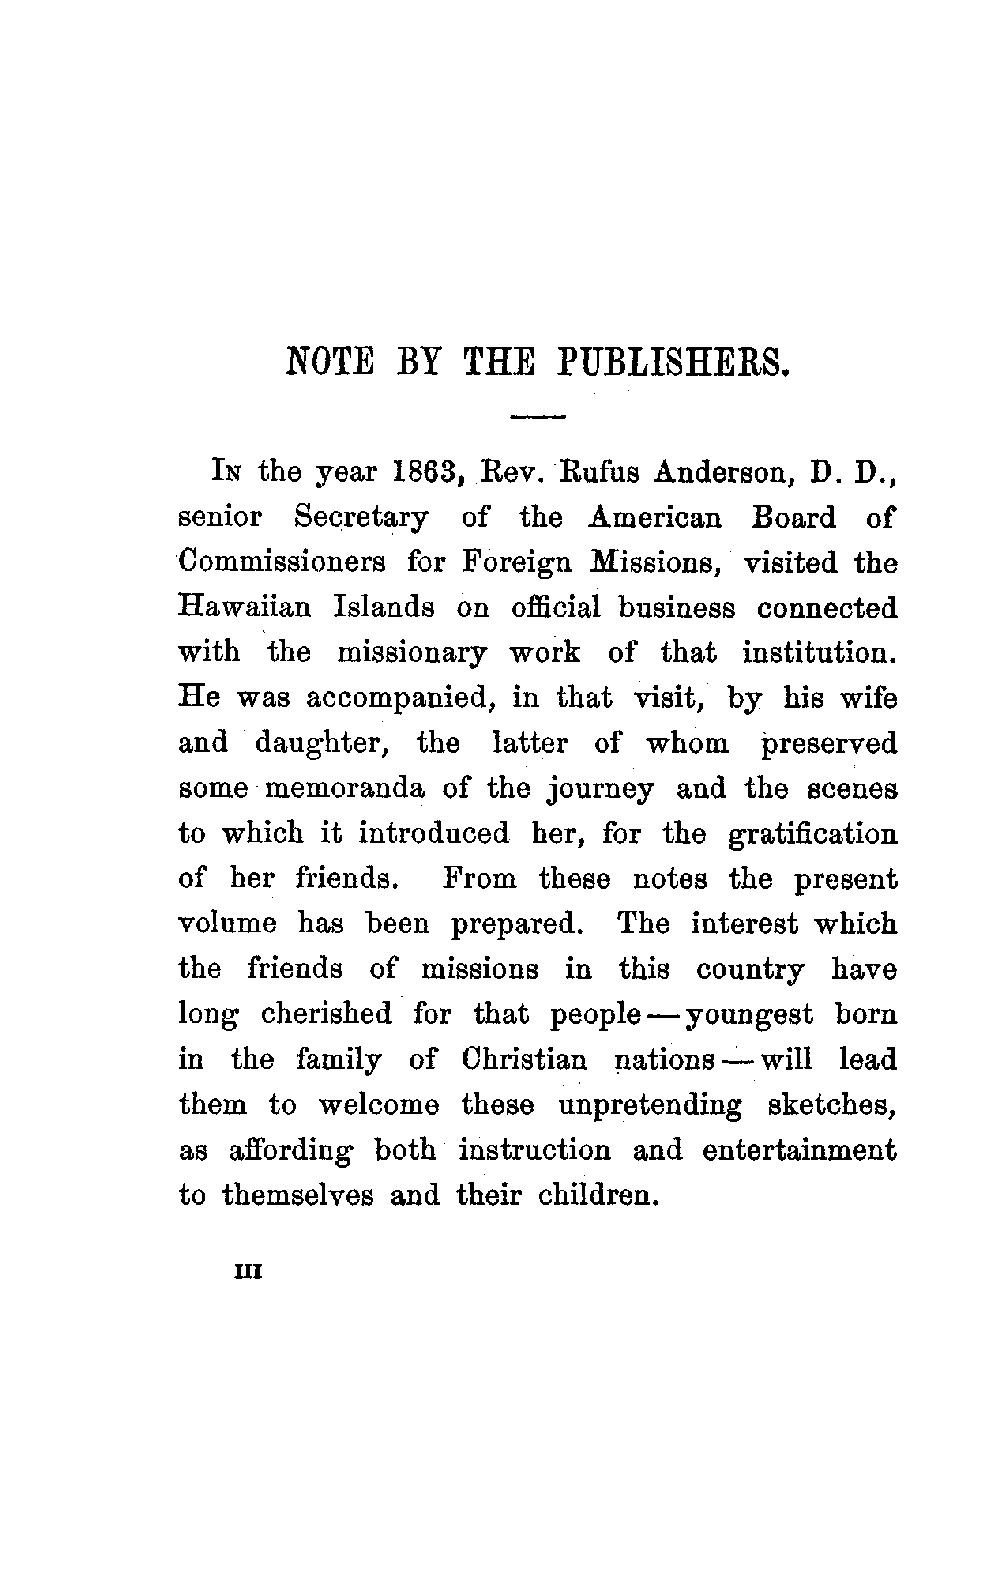 NOTE BY THE PUBLISHERS.
IN the year 1863, Rev. Rufus Anderson, D. D.,
senior Secretary of the American Board of
Commissioners for Foreign Missions, visited the
Hawaiian Islands on official business connected
with the missionary work of that institution.
He was accompanied, in that visit, by his wife
and daughter, the latter of whom preserved
some memoranda of the journey and the scenes
to which it introduced her, for the gratification
of her friends. From these notes the present
volume has been prepared. The interest which
the friends of missions in this country have
long cherished for that people—youngest born
in the family of Christian nations—will lead
them to welcome these unpretending sketches,
as affording both instruction and entertainment
to themselves and their children.
III